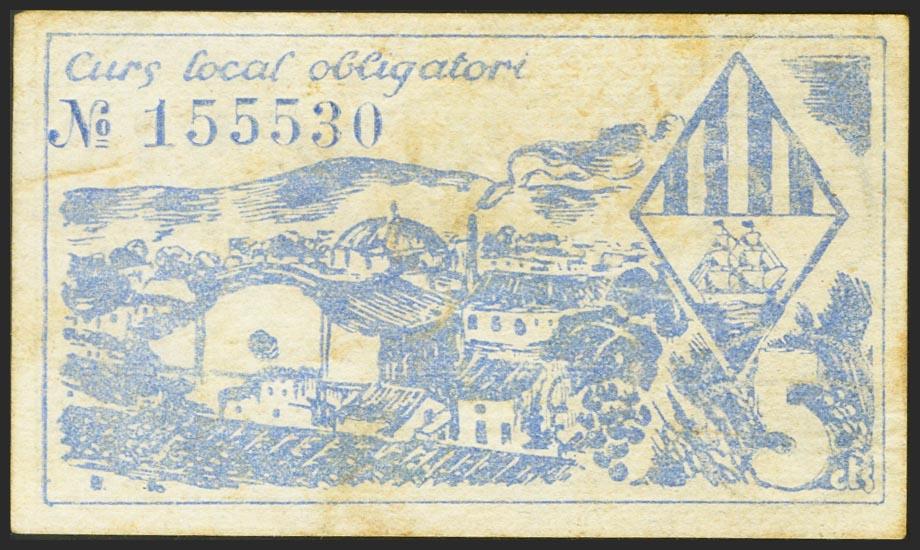 Curs local obligatori
Nº 155530
5
cts